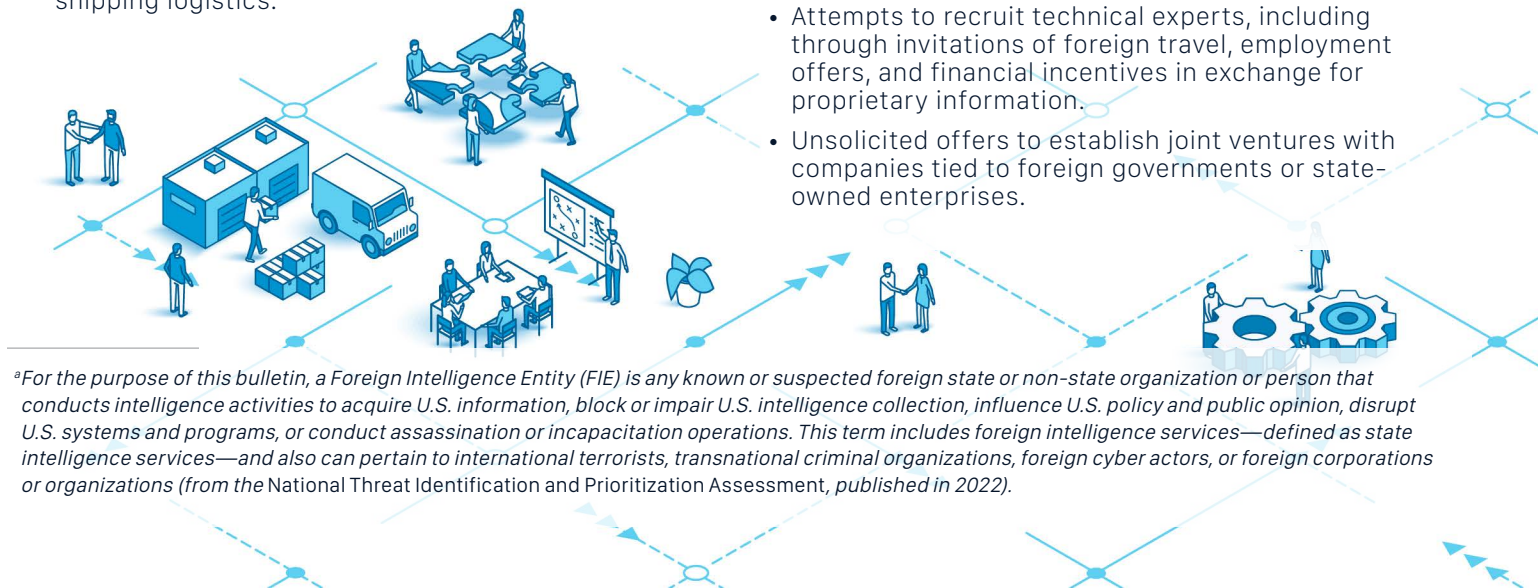 shipping logistics.
• Attempts to recruit technical experts, including
through invitations of foreign travel, employment
offers, and financial incentives in exchange for
proprietary information.
• Unsolicited offers to establish joint ventures with
companies tied to foreign governments or state-
owned enterprises.
ᵃFor the purpose of this bulletin, a Foreign Intelligence Entity (FIE) is any known or suspected foreign state or non-state organization or person that
conducts intelligence activities to acquire U.S. information, block or impair U.S. intelligence collection, influence U.S. policy and public opinion, disrupt
U.S. systems and programs, or conduct assassination or incapacitation operations. This term includes foreign intelligence services—defined as state
intelligence services—and also can pertain to international terrorists, transnational criminal organizations, foreign cyber actors, or foreign corporations
or organizations (from the National Threat Identification and Prioritization Assessment, published in 2022).